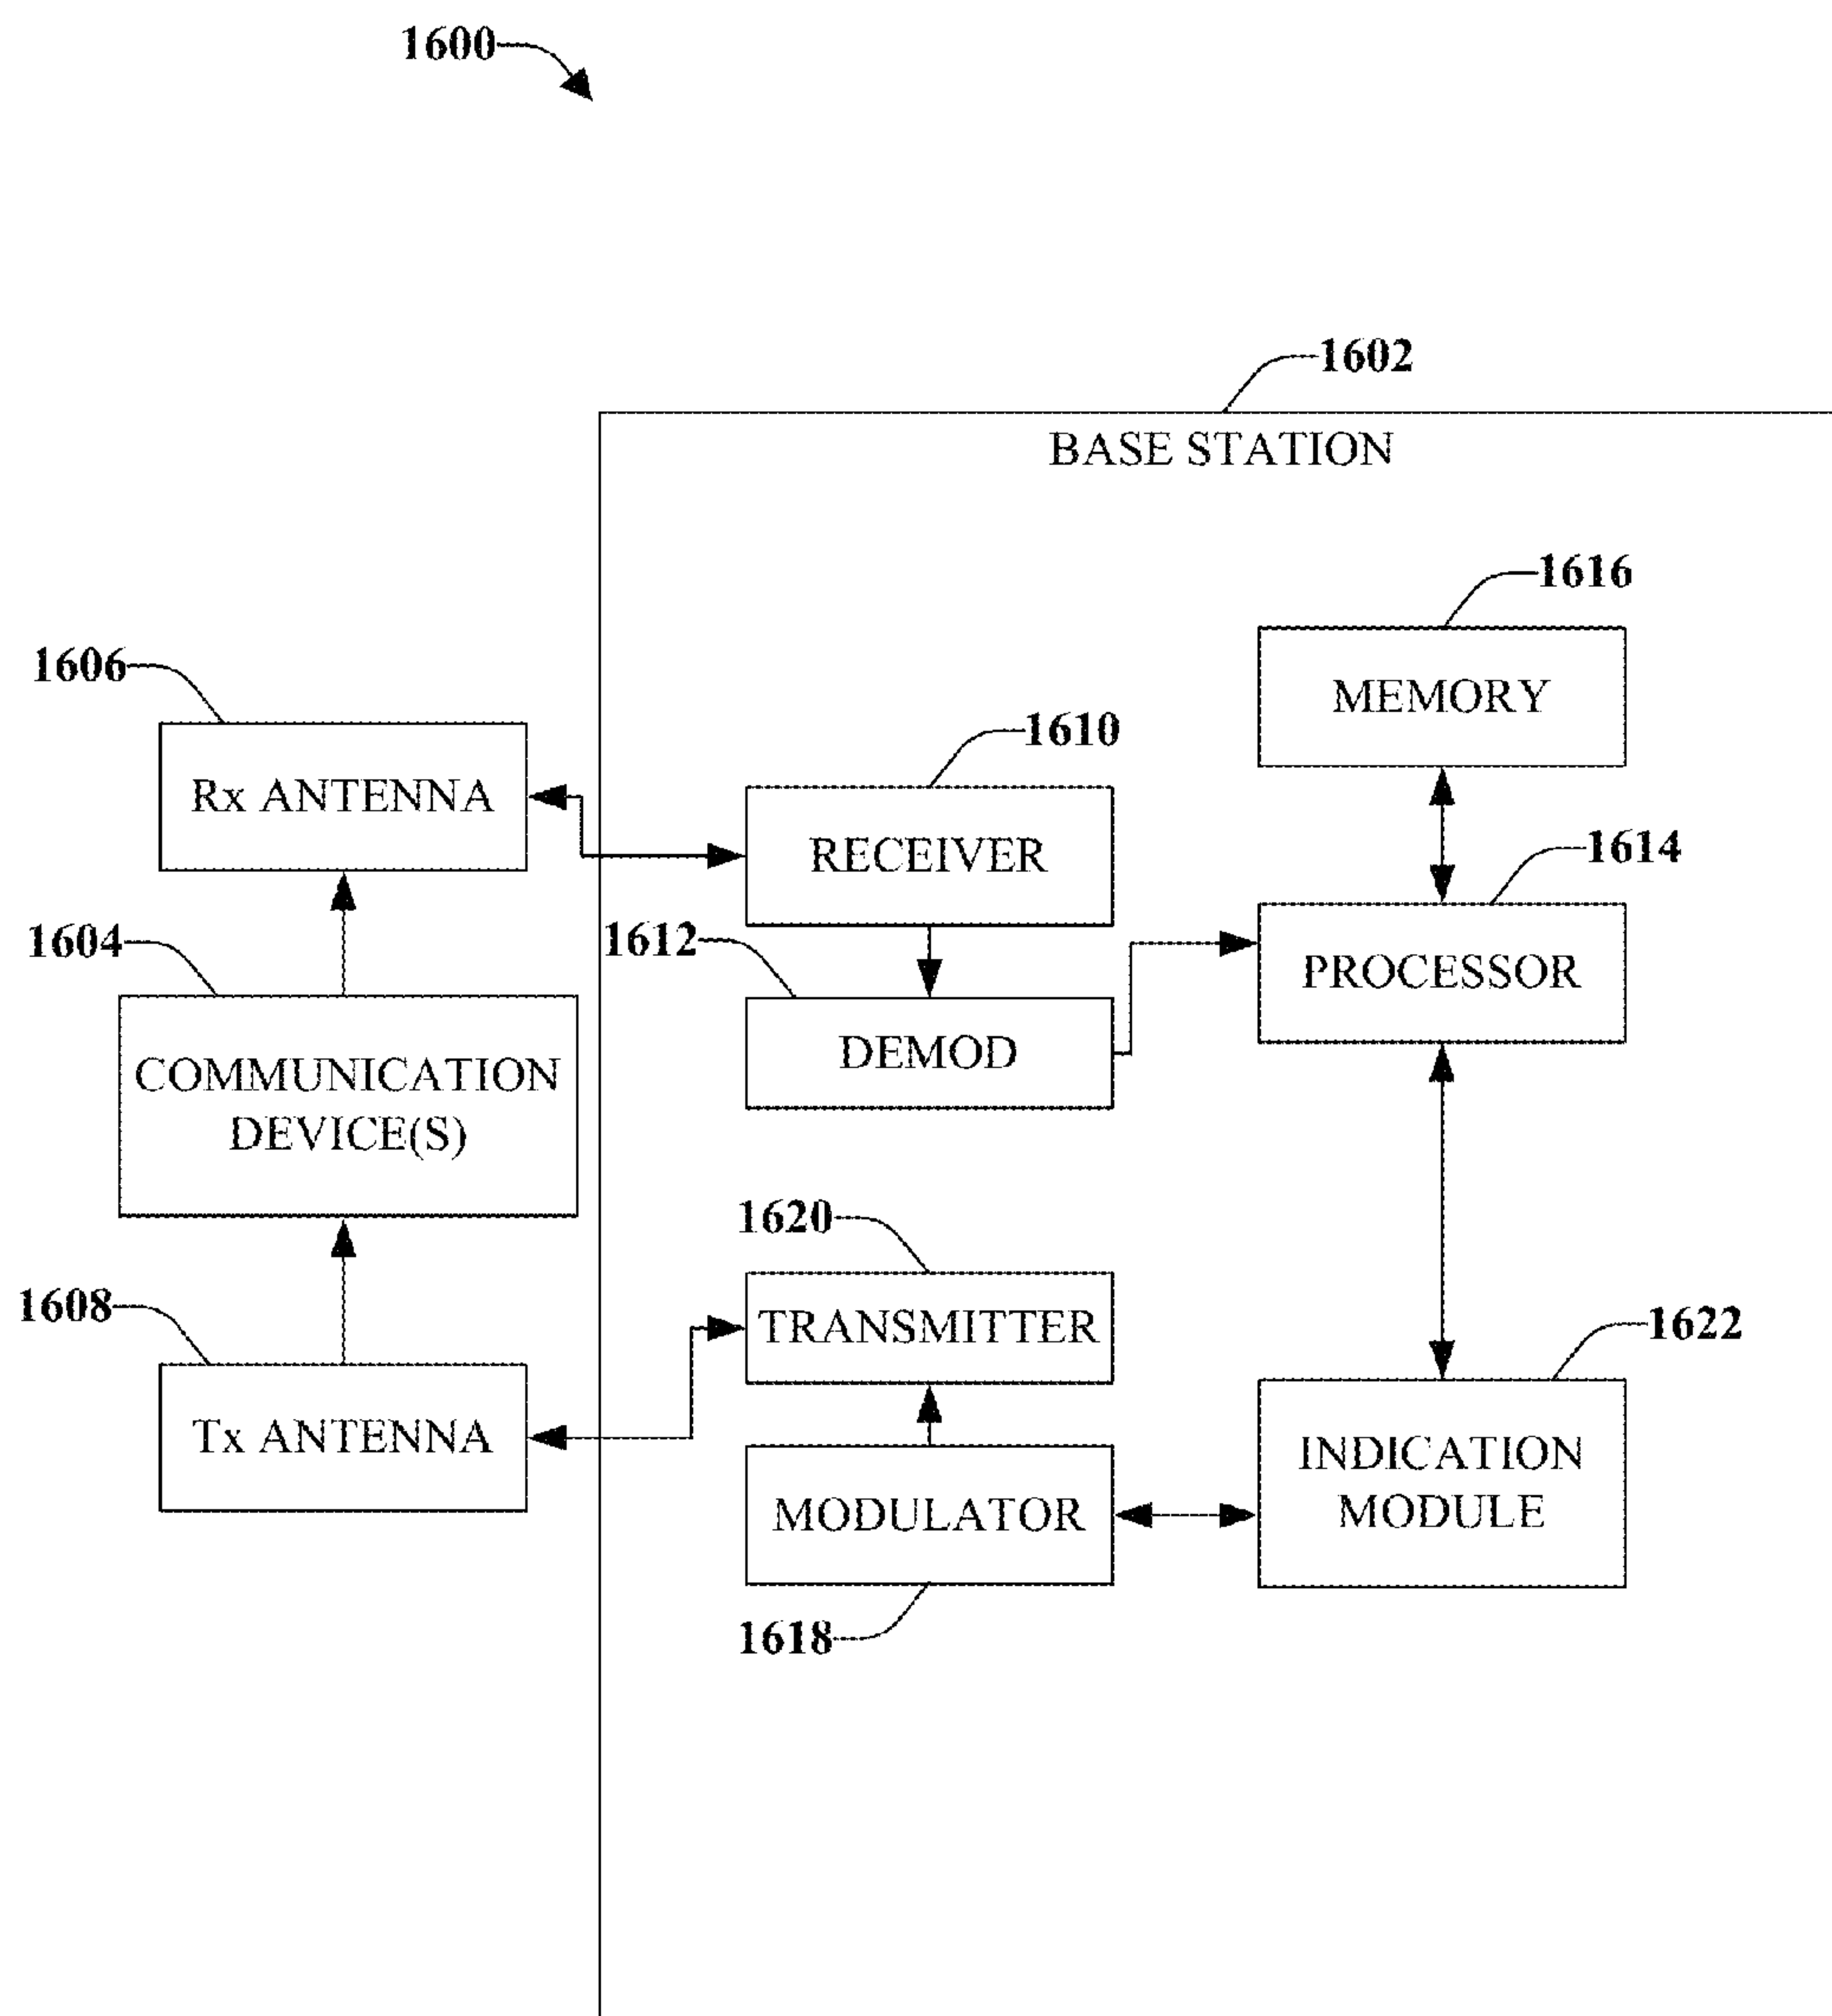 1600
1602
BASE STATION
1616
MEMORY
1606
Rx ANTENNA
1610
RECEIVER
1614
PROCESSOR
1604
COMMUNICATION
DEVICE(S)
1612
DEMOD
1620
TRANSMITTER
1608
Tx ANTENNA
1622
INDICATION
MODULE
MODULATOR
1618